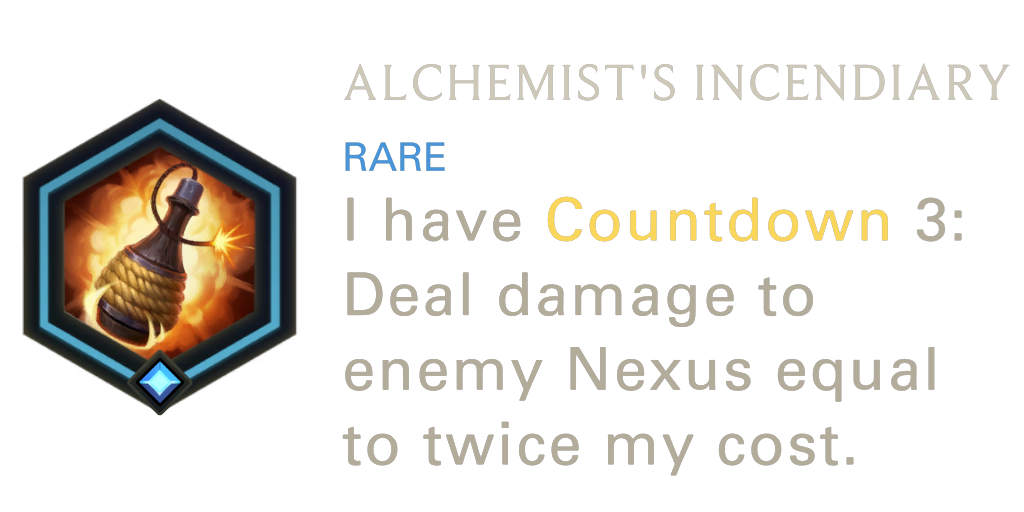 ALCHEMIST'S INCENDIARY
RARE
I have Countdown 3:
Deal damage to
enemy Nexus equal
to twice my cost.